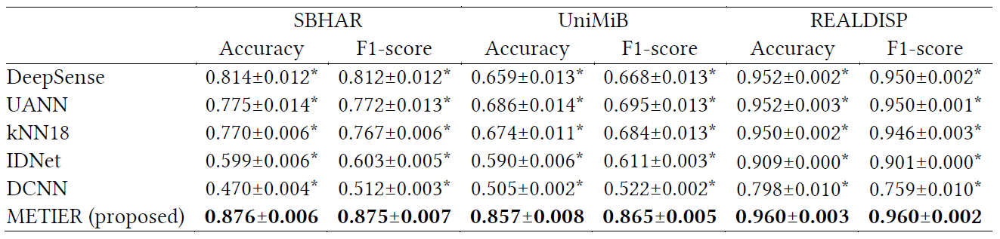 SBHAR UniMiB REALDISP
Accuracy F1-score Accuracy F1-score Accuracy F1-score
DeepSense 0.814±0.012* 0.812±0.012* 0.659±0.013* 0.668±0.013* 0.952±0.002* 0.950±0.002*
UANN 0.775±0.014* 0.772±0.013* 0.686±0.014* 0.695±0.013* 0.952±0.003* 0.950±0.001*
kNN18 0.770±0.006* 0.767±0.006* 0.674±0.011* 0.684±0.013* 0.950±0.002* 0.946±0.003*
IDNet 0.599±0.006* 0.603±0.005* 0.590±0.006* 0.611±0.003* 0.909±0.000* 0.901±0.000*
DCNN 0.470±0.004* 0.512±0.003* 0.505±0.002* 0.522±0.002* 0.798±0.010* 0.759±0.010*
METIER (proposed) 0.876±0.006 0.875±0.007 0.857±0.008 0.865±0.005 0.960±0.003 0.960±0.002